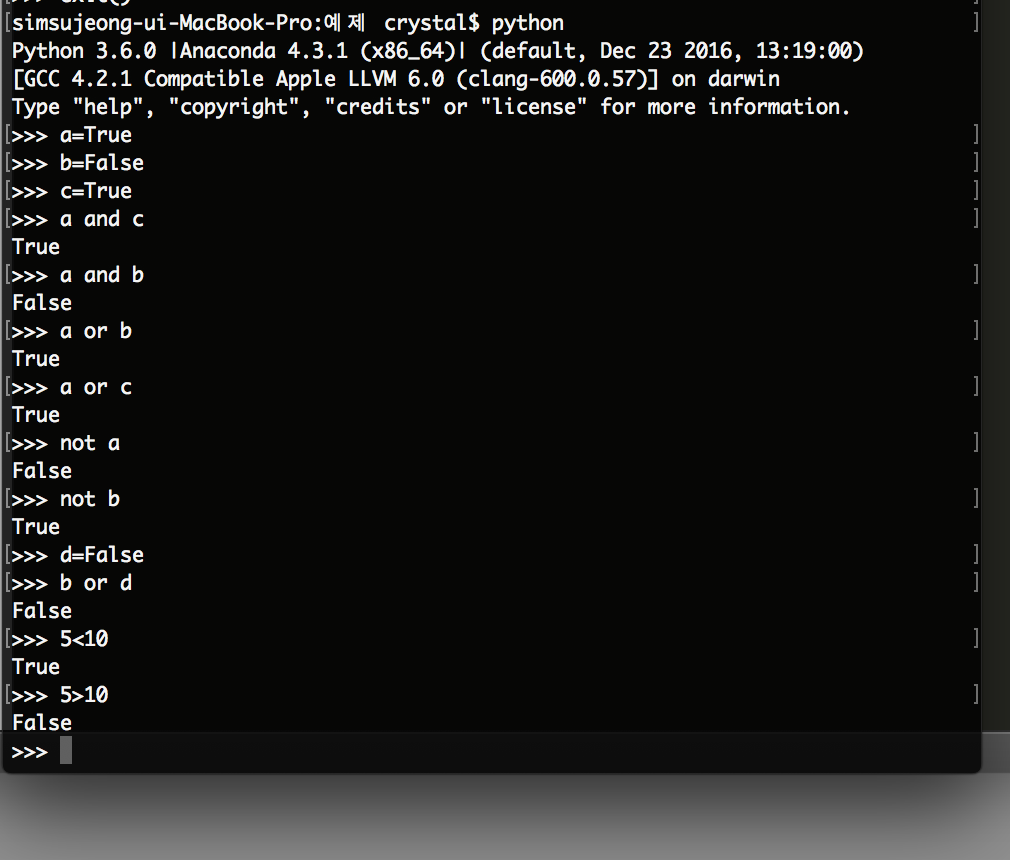 simsujeong-ui-MacBook-Pro:예제 crystal$ python
Python 3.6.0 |Anaconda 4.3.1 (x86_64)| (default, Dec 23 2016, 13:19:00)
[GCC 4.2.1 Compatible Apple LLVM 6.0 (clang-600.0.57)] on darwin
Type "help", "copyright", "credits" or "license" for more information.
>>> a=True
>>> b=False
>>> c=True
>>> a and c
True
>>> a and b
False
>>> a or b
True
>>> a or c
True
>>> not a
False
>>> not b
True
>>> d=False
>>> b or d
False
>>> 5<10
True
>>> 5>10
False
>>>